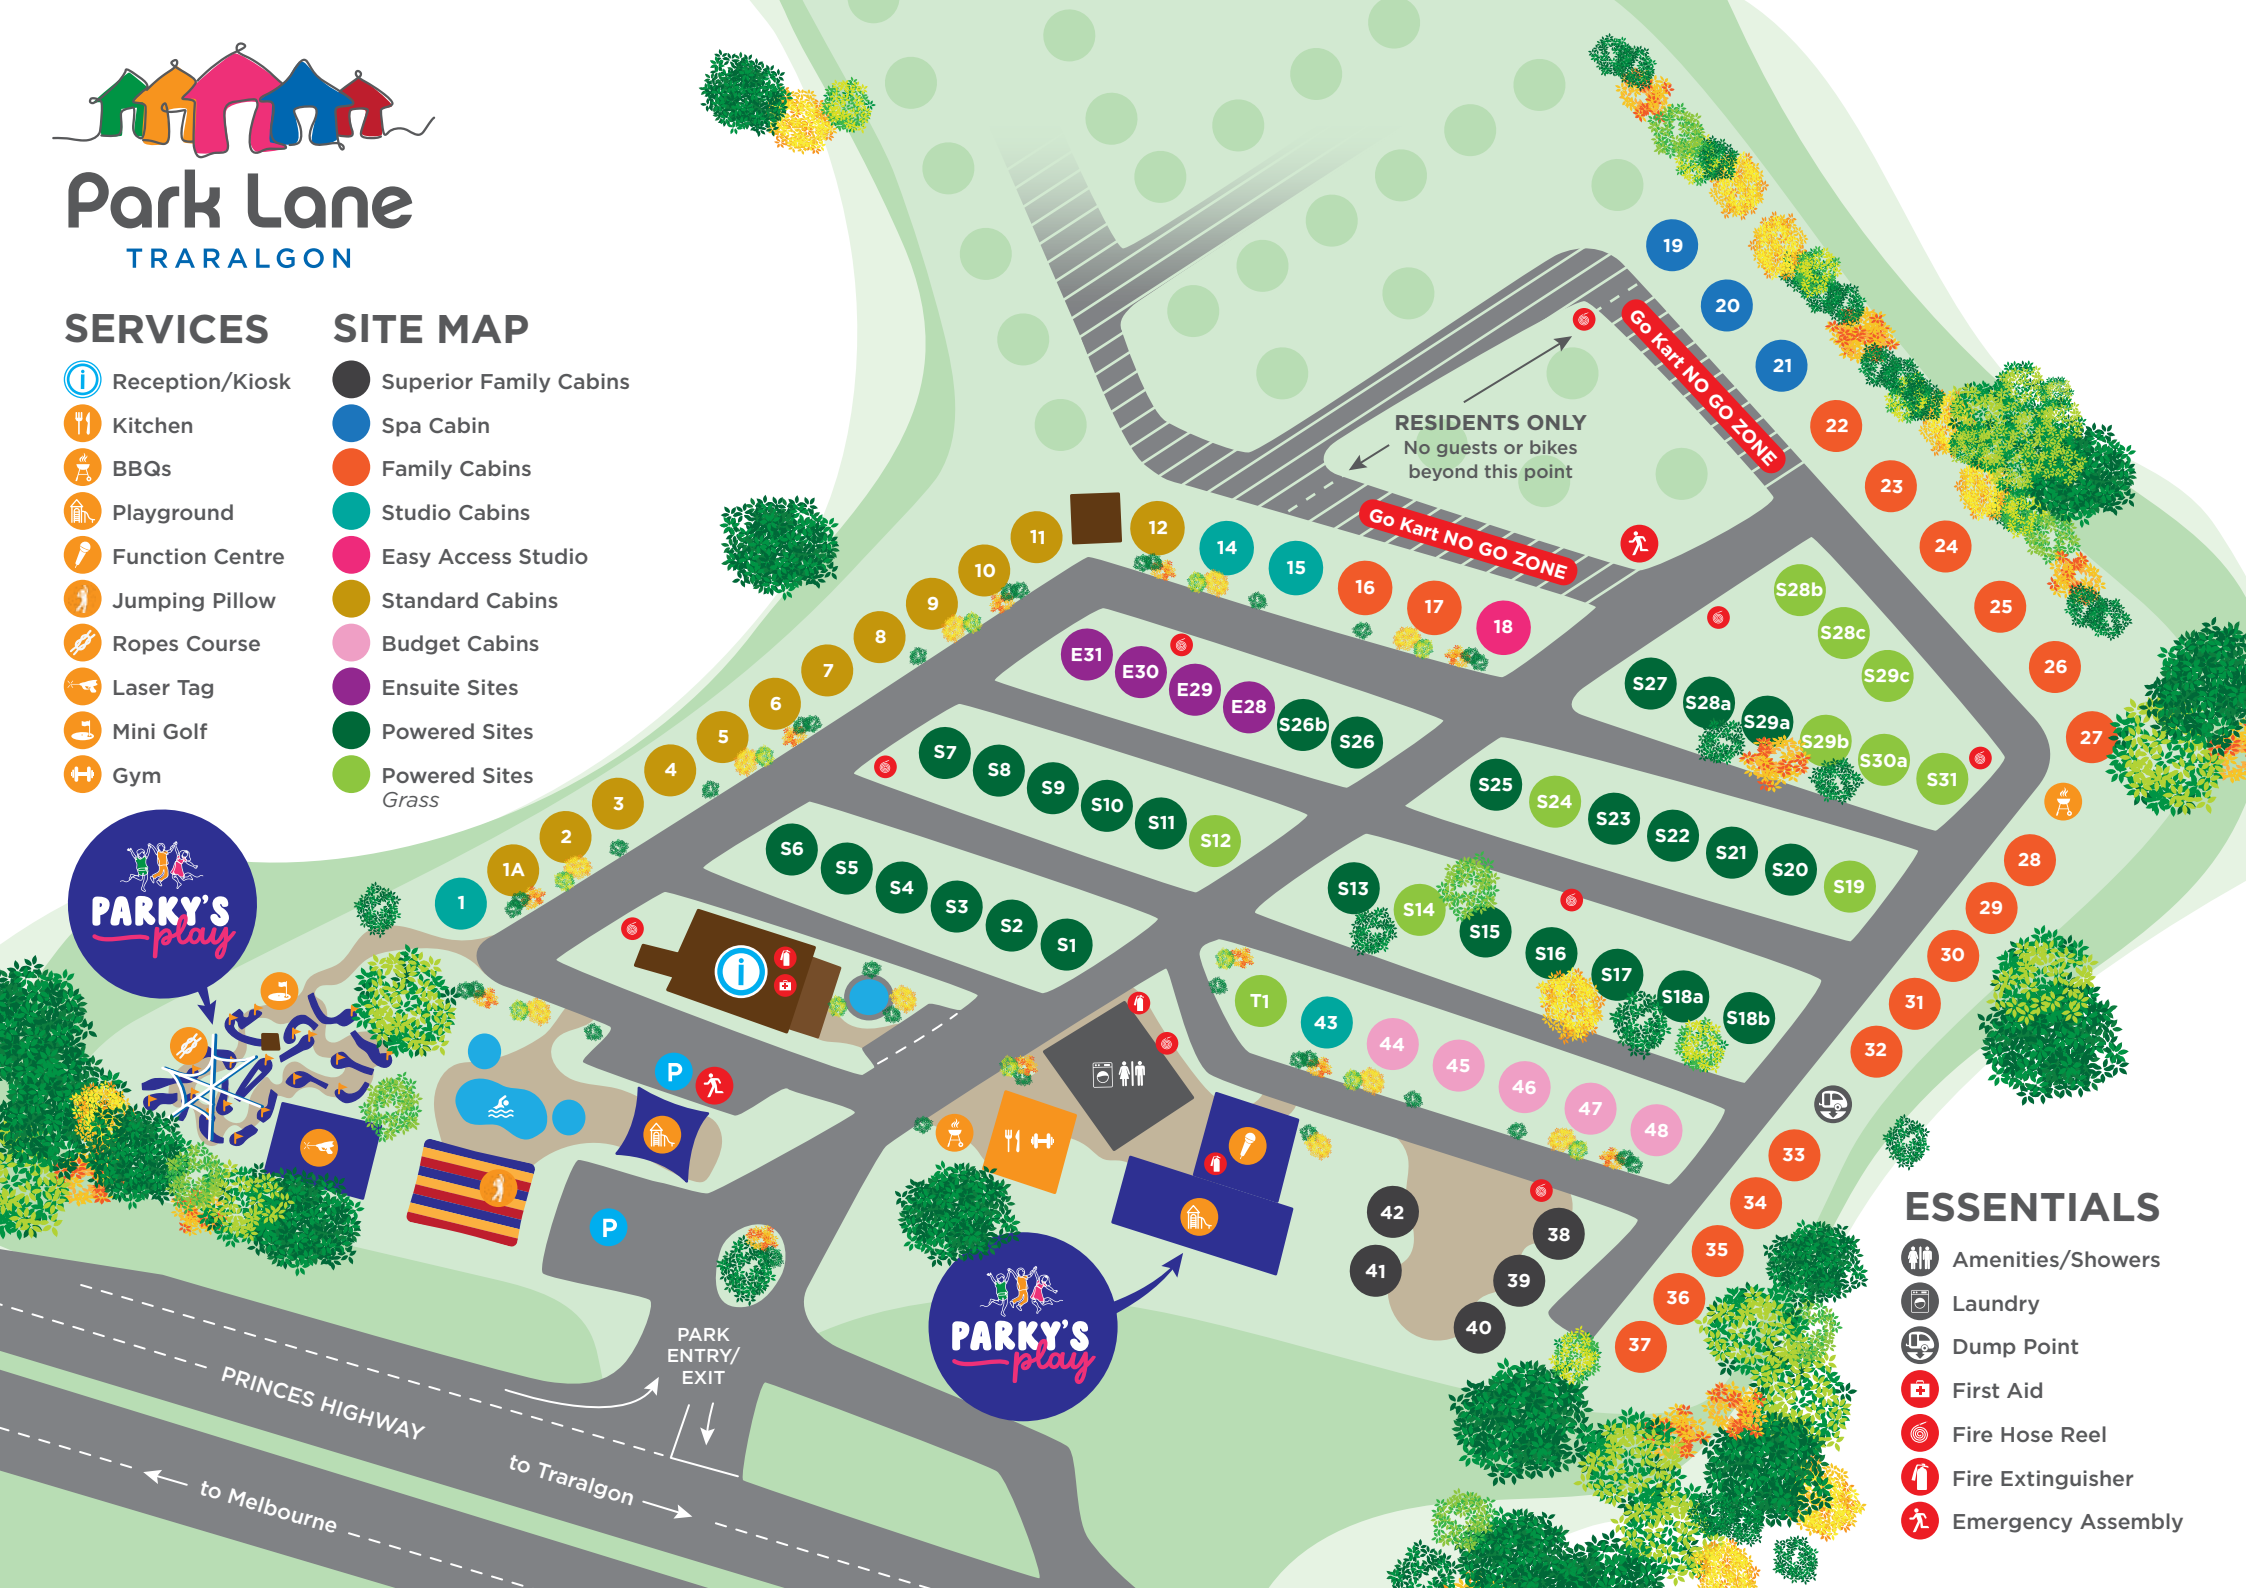 Park Lane
TRARALGON
SERVICES
Reception/Kiosk
Kitchen
BBQs
Playground
Function Centre
Jumping Pillow
Ropes Course
Laser Tag
Mini Golf
Gym
SITE MAP
Superior Family Cabins
Spa Cabin
Family Cabins
Studio Cabins
Easy Access Studio
Standard Cabins
Budget Cabins
Ensuite Sites
Powered Sites
Powered Sites
Grass
PARKY'S
play
19
20
21
22
23
24
25
26
27
28
29
30
31
32
33
34
35
36
37
Go Kart NO GO ZONE
RESIDENTS ONLY
No guests or bikes
beyond this point
Go Kart NO GO ZONE
1
1A
2
3
4
5
6
7
8
9
10
11
12
14
15
16
17
18
E31
E30
E29
E28
S26b
S26
S28b
S28c
S29c
S27
S28a
S29a
S29b
S30a
S31
S7
S8
S9
S10
S11
S12
S25
S24
S23
S22
S21
S20
S19
S6
S5
S4
S3
S2
S1
S13
S14
S15
S16
S17
S18a
S18b
T1
43
44
45
46
47
48
42
41
38
39
40
i
P
P
PARKY'S
play
PARK
ENTRY/
EXIT
PRINCES HIGHWAY
to Traralgon
to Melbourne
ESSENTIALS
Amenities/Showers
Laundry
Dump Point
First Aid
Fire Hose Reel
Fire Extinguisher
Emergency Assembly